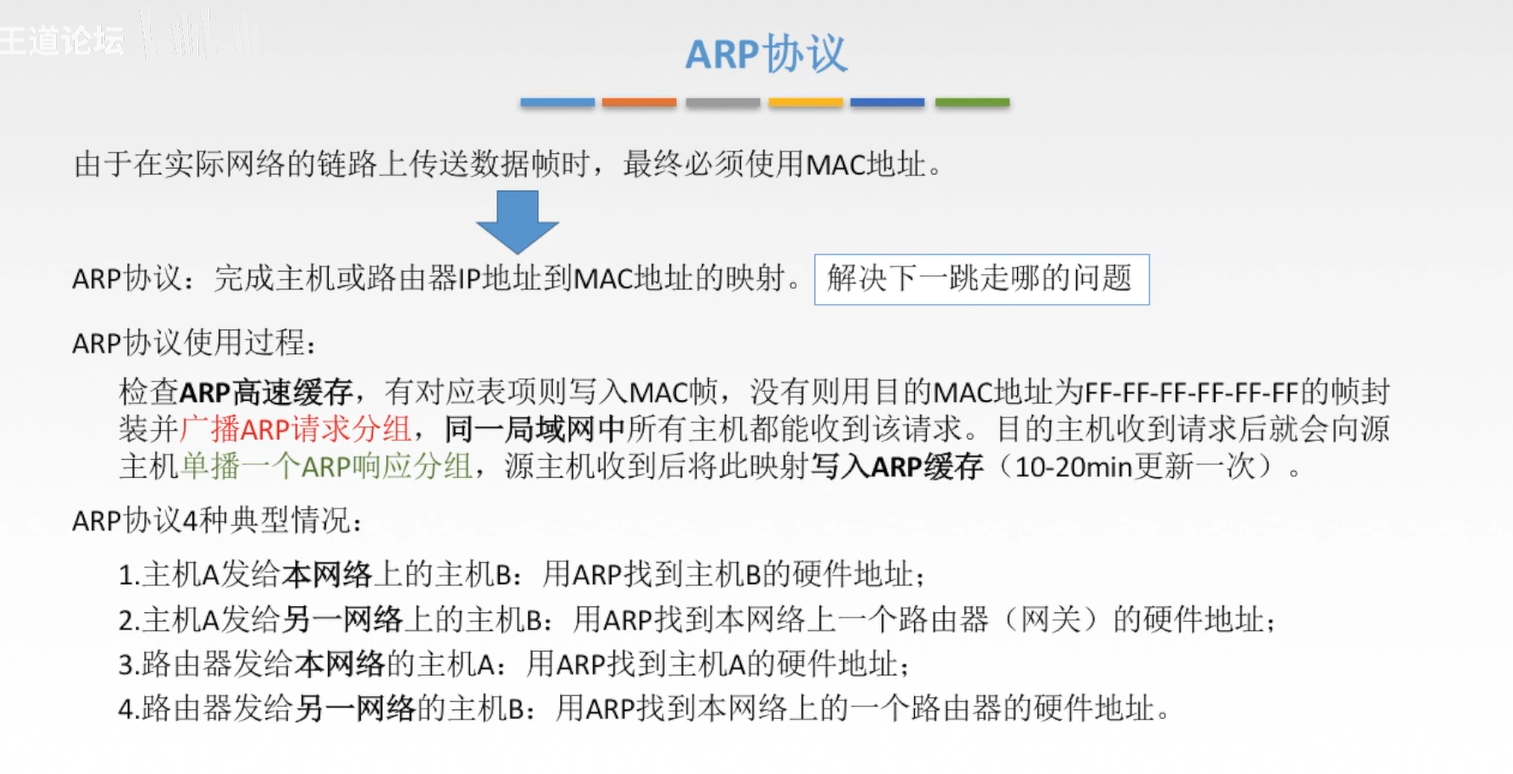 王道论坛
ARP协议
由于在实际网络的链路上传送数据帧时，最终必须使用MAC地址。
ARP协议：完成主机或路由器IP地址到MAC地址的映射。 解决下一跳走哪的问题
ARP协议使用过程：
检查ARP高速缓存，有对应表项则写入MAC帧，没有则用目的MAC地址为FF-FF-FF-FF-FF-FF的帧封
装并广播ARP请求分组，同一局域网中所有主机都能收到该请求。目的主机收到请求后就会向源
主机单播一个ARP响应分组，源主机收到后将此映射写入ARP缓存（10-20min更新一次）。
ARP协议4种典型情况：
1.主机A发给本网络上的主机B：用ARP找到主机B的硬件地址；
2.主机A发给另一网络上的主机B：用ARP找到本网络上一个路由器（网关）的硬件地址；
3.路由器发给本网络的主机A：用ARP找到主机A的硬件地址；
4.路由器发给另一网络的主机B：用ARP找到本网络上的一个路由器的硬件地址。